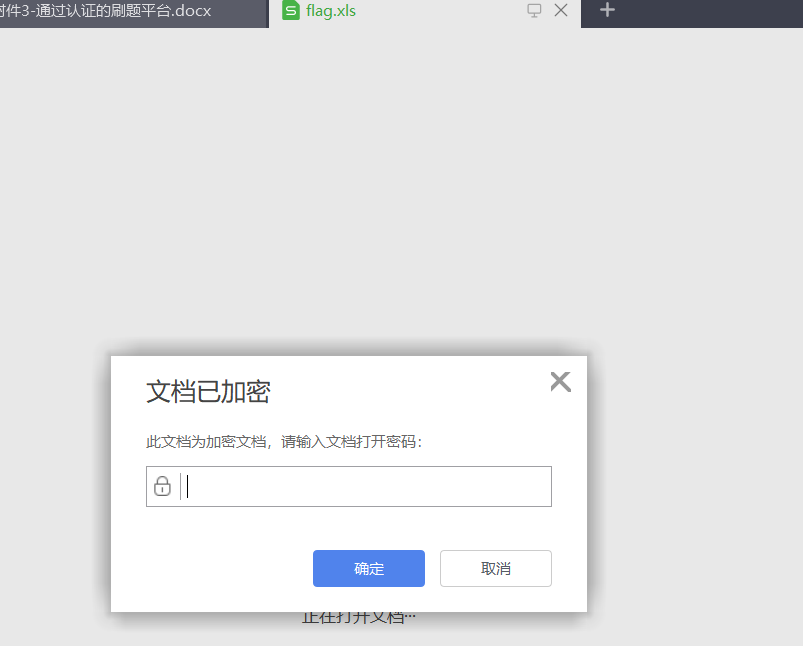 件3-通过认证的刷题平台.docx
S flag.xls
文档已加密
此文档为加密文档，请输入文档打开密码：
确定 取消
正在打开文档···